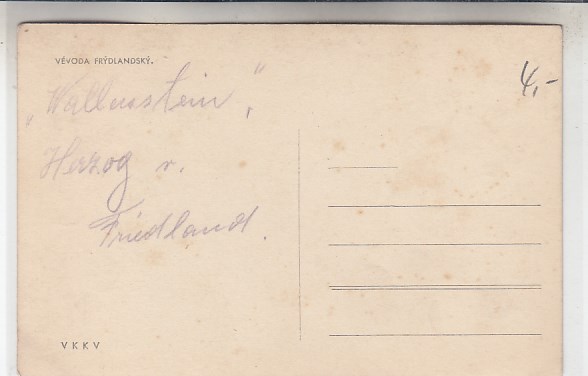 VÉVODA FRÝDLANDSKÝ.
4,-
„Wallenstein“,
Herzog v.
Friedland.
VKKV